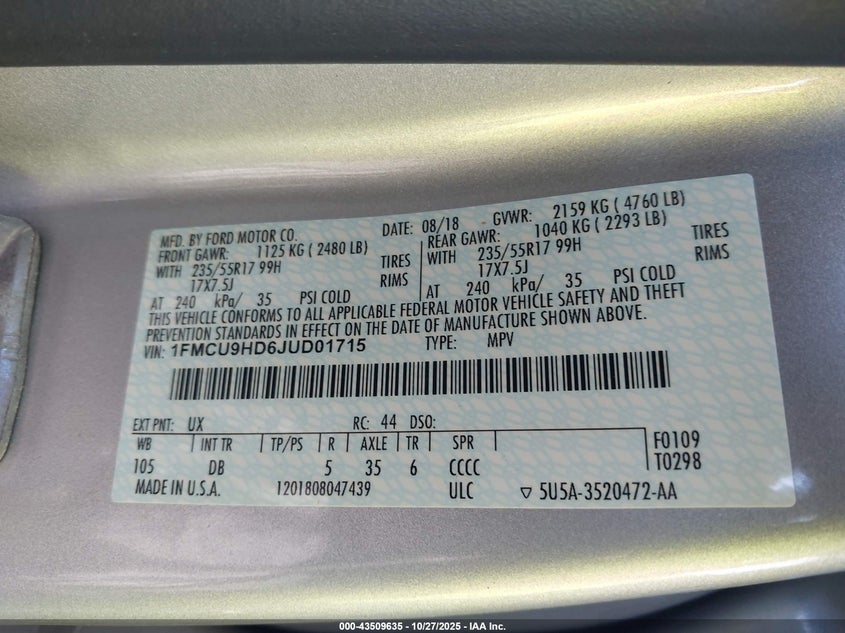 MFD. BY FORD MOTOR CO. DATE: 08/18 GVWR: 2159 KG ( 4760 LB)
FRONT GAWR: 1125 KG ( 2480 LB) REAR GAWR: 1040 KG ( 2293 LB)
WITH 235/55R17 99H TIRES WITH 235/55R17 99H TIRES
17X7.5J RIMS 17X7.5J RIMS
AT 240 kPa/ 35 PSI COLD AT 240 kPa/ 35 PSI COLD
THIS VEHICLE CONFORMS TO ALL APPLICABLE FEDERAL MOTOR VEHICLE SAFETY AND THEFT
PREVENTION STANDARDS IN EFFECT ON THE DATE OF MANUFACTURE SHOWN ABOVE.
VIN: 1FMCU9HD6JUD01715 TYPE: MPV
EXT PNT: UX RC: 44 DSO:
WB INT TR TP/PS R AXLE TR SPR F0109
105 DB 5 35 6 CCCC T0298
MADE IN U.S.A. 1201808047439 ULC ▽ 5U5A-3520472-AA
000-43509635 - 10/27/2025 - IAA Inc.